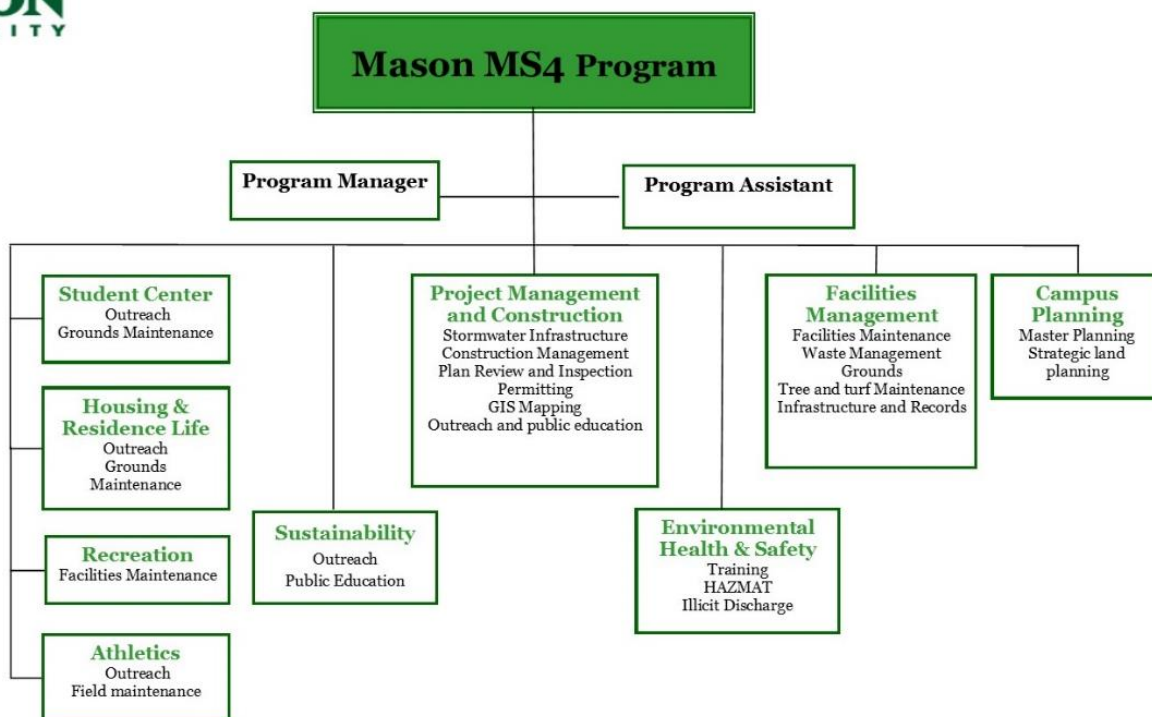 ON
ITY
Mason MS4 Program
Program Manager
Program Assistant
Student Center
Outreach
Grounds Maintenance
Housing &
Residence Life
Outreach
Grounds
Maintenance
Recreation
Facilities Maintenance
Athletics
Outreach
Field maintenance
Sustainability
Outreach
Public Education
Project Management
and Construction
Stormwater Infrastructure
Construction Management
Plan Review and Inspection
Permitting
GIS Mapping
Outreach and public education
Environmental
Health & Safety
Training
HAZMAT
Illicit Discharge
Facilities
Management
Facilities Maintenance
Waste Management
Grounds
Tree and turf Maintenance
Infrastructure and Records
Campus
Planning
Master Planning
Strategic land
planning